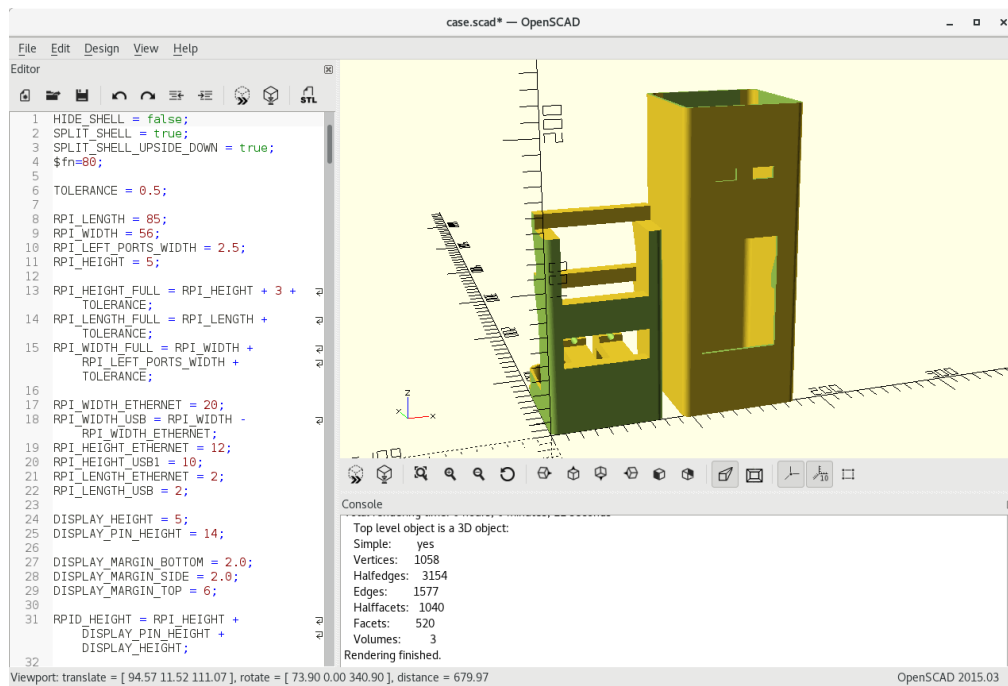 case.scad* — OpenSCAD
File Edit Design View Help
Editor
STL
1 HIDE_SHELL = false;
2 SPLIT_SHELL = true;
3 SPLIT_SHELL_UPSIDE_DOWN = true;
4 $fn=80;
5
6 TOLERANCE = 0.5;
7
8 RPI_LENGTH = 85;
9 RPI_WIDTH = 56;
10 RPI_LEFT_PORTS_WIDTH = 2.5;
11 RPI_HEIGHT = 5;
12
13 RPI_HEIGHT_FULL = RPI_HEIGHT + 3 +
TOLERANCE;
14 RPI_LENGTH_FULL = RPI_LENGTH +
TOLERANCE;
15 RPI_WIDTH_FULL = RPI_WIDTH +
RPI_LEFT_PORTS_WIDTH +
TOLERANCE;
16
17 RPI_WIDTH_ETHERNET = 20;
18 RPI_WIDTH_USB = RPI_WIDTH -
RPI_WIDTH_ETHERNET;
19 RPI_HEIGHT_ETHERNET = 12;
20 RPI_HEIGHT_USB1 = 10;
21 RPI_LENGTH_ETHERNET = 2;
22 RPI_LENGTH_USB = 2;
23
24 DISPLAY_HEIGHT = 5;
25 DISPLAY_PIN_HEIGHT = 14;
26
27 DISPLAY_MARGIN_BOTTOM = 2.0;
28 DISPLAY_MARGIN_SIDE = 2.0;
29 DISPLAY_MARGIN_TOP = 6;
30
31 RPID_HEIGHT = RPI_HEIGHT +
DISPLAY_PIN_HEIGHT +
DISPLAY_HEIGHT;
32
200
200
300
z
x
10
Console
Top level object is a 3D object:
Simple: yes
Vertices: 1058
Halfedges: 3154
Edges: 1577
Halffacets: 1040
Facets: 520
Volumes: 3
Rendering finished.
Viewport: translate = [ 94.57 11.52 111.07 ], rotate = [ 73.90 0.00 340.90 ], distance = 679.97
OpenSCAD 2015.03